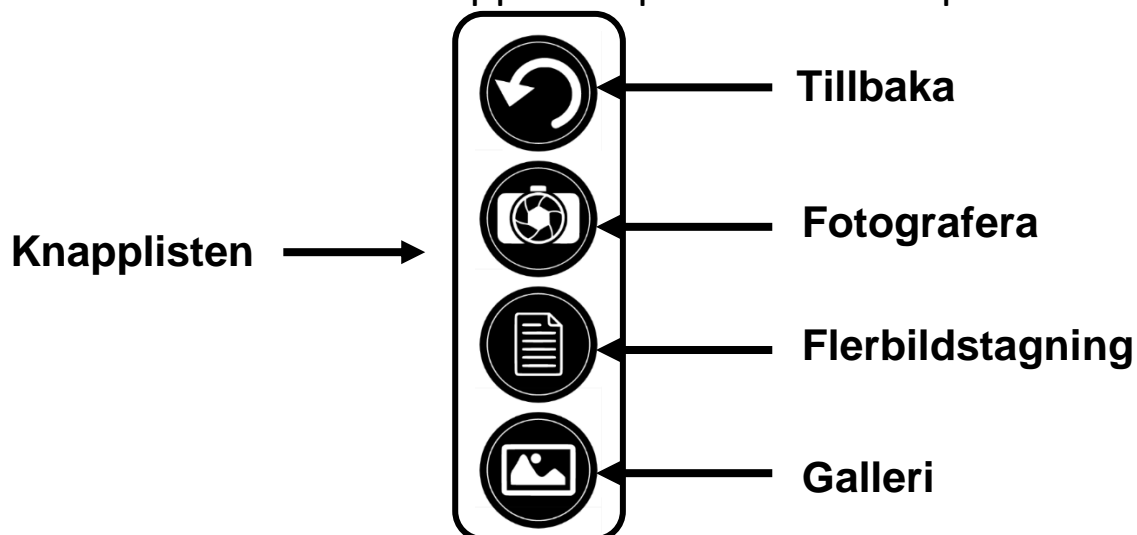 Tillbaka
Fotografera
Knapplisten
Flerbildstagning
Galleri